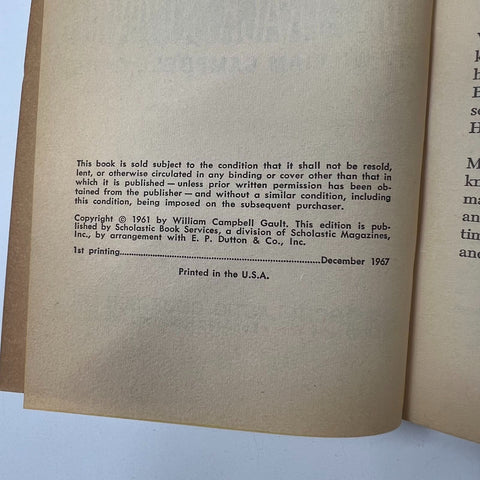 This book is sold subject to the condition that it shall not be resold,
lent, or otherwise circulated in any binding or cover other than that in
which it is published — unless prior written permission has been ob-
tained from the publisher — and without a similar condition, including
this condition, being imposed on the subsequent purchaser.
Copyright © 1961 by William Campbell Gault. This edition is pub-
lished by Scholastic Book Services, a division of Scholastic Magazines,
Inc., by arrangement with E. P. Dutton & Co., Inc.
1st printing......................................................December 1967
Printed in the U.S.A.